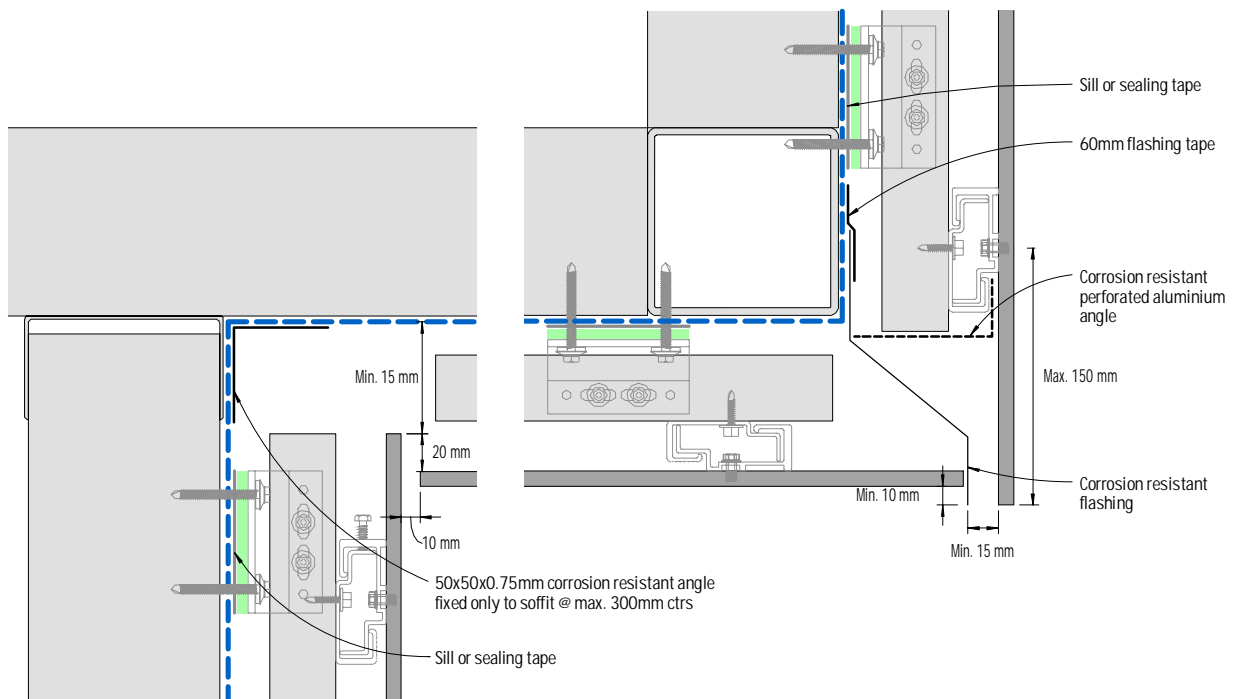 Sill or sealing tape
60mm flashing tape
Corrosion resistant
perforated aluminium
angle
Min. 15 mm
Max. 150 mm
20 mm
Min. 10 mm
Corrosion resistant
flashing
10 mm
Min. 15 mm
50x50x0.75mm corrosion resistant angle
fixed only to soffit @ max. 300mm ctrs
Sill or sealing tape